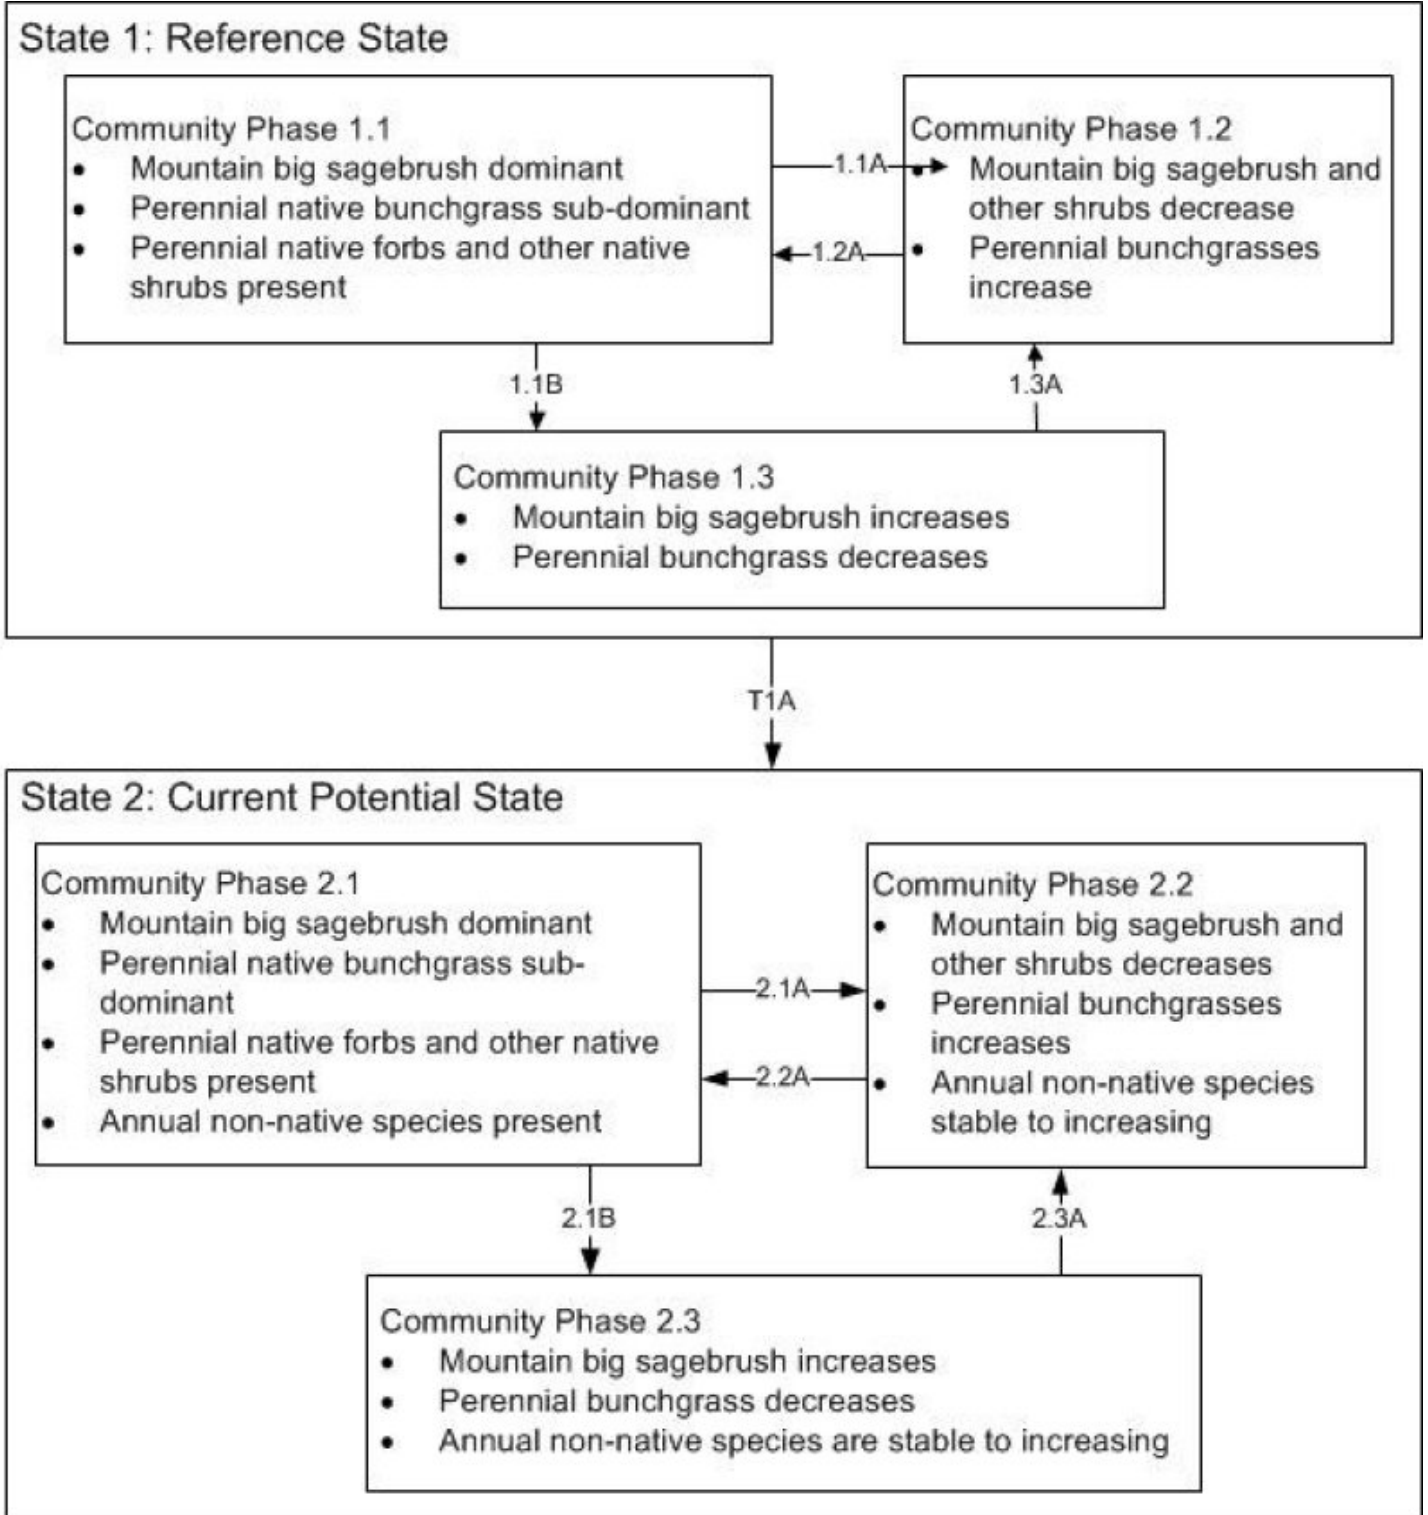 State 1: Reference State
Community Phase 1.1
• Mountain big sagebrush dominant
• Perennial native bunchgrass sub-dominant
• Perennial native forbs and other native
shrubs present
1.1A
1.2A
Community Phase 1.2
• Mountain big sagebrush and
other shrubs decrease
• Perennial bunchgrasses
increase
1.1B
1.3A
Community Phase 1.3
• Mountain big sagebrush increases
• Perennial bunchgrass decreases
T1A
State 2: Current Potential State
Community Phase 2.1
• Mountain big sagebrush dominant
• Perennial native bunchgrass sub-
dominant
• Perennial native forbs and other native
shrubs present
• Annual non-native species present
2.1A
2.2A
Community Phase 2.2
• Mountain big sagebrush and
other shrubs decreases
• Perennial bunchgrasses
increases
• Annual non-native species
stable to increasing
2.1B
2.3A
Community Phase 2.3
• Mountain big sagebrush increases
• Perennial bunchgrass decreases
• Annual non-native species are stable to increasing